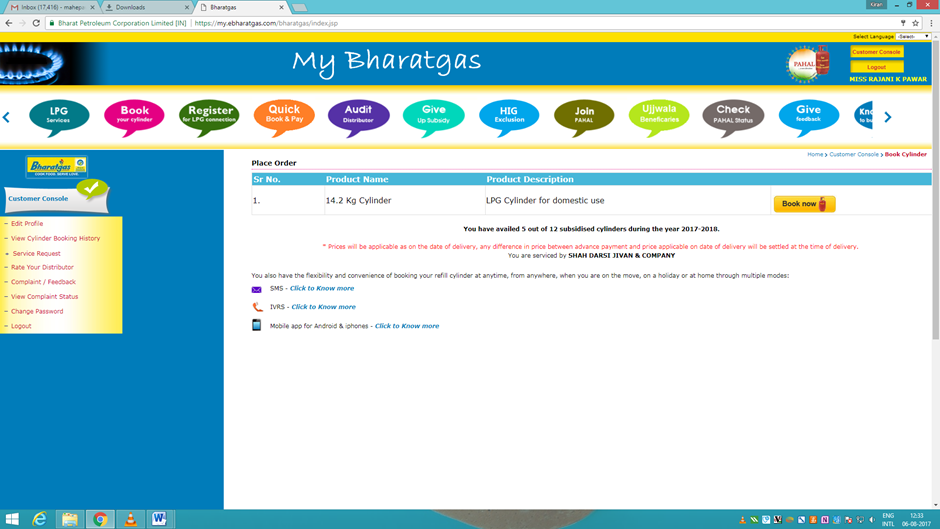 Inbox (17,416) - mahepa
Downloads
Bharatgas
Kiran
Bharat Petroleum Corporation Limited [IN] https://my.ebharatgas.com/bharatgas/index.jsp
Select Language -Select-
My Bharatgas
PAHAL
Customer Console
Logout
MISS RAJANI K PAWAR
LPG Services
Book your cylinder
Register for LPG connection
Quick Book & Pay
Audit Distributor
Give Up Subsidy
HIG Exclusion
Join PAHAL
Ujjwala Beneficiaries
Check PAHAL Status
Give feedback
Kno
to bu
Bharatgas
COOK FOOD. SERVE LOVE
Home > Customer Console > Book Cylinder
Customer Console
Edit Profile
View Cylinder Booking History
Service Request
Rate Your Distributor
Complaint / Feedback
View Complaint Status
Change Password
Logout
Place Order
Sr No. Product Name Product Description
1. 14.2 Kg Cylinder LPG Cylinder for domestic use Book now
You have availed 5 out of 12 subsidised cylinders during the year 2017-2018.
* Prices will be applicable as on the date of delivery, any difference in price between advance payment and price applicable on date of delivery will be settled at the time of delivery.
You are serviced by SHAH DARSI JIVAN & COMPANY
You also have the flexibility and convenience of booking your refill cylinder at anytime, from anywhere, when you are on the move, on a holiday or at home through multiple modes:
SMS - Click to Know more
IVRS - Click to Know more
Mobile app for Android & iphones - Click to Know more
ENG
INTL
12:33
06-08-2017